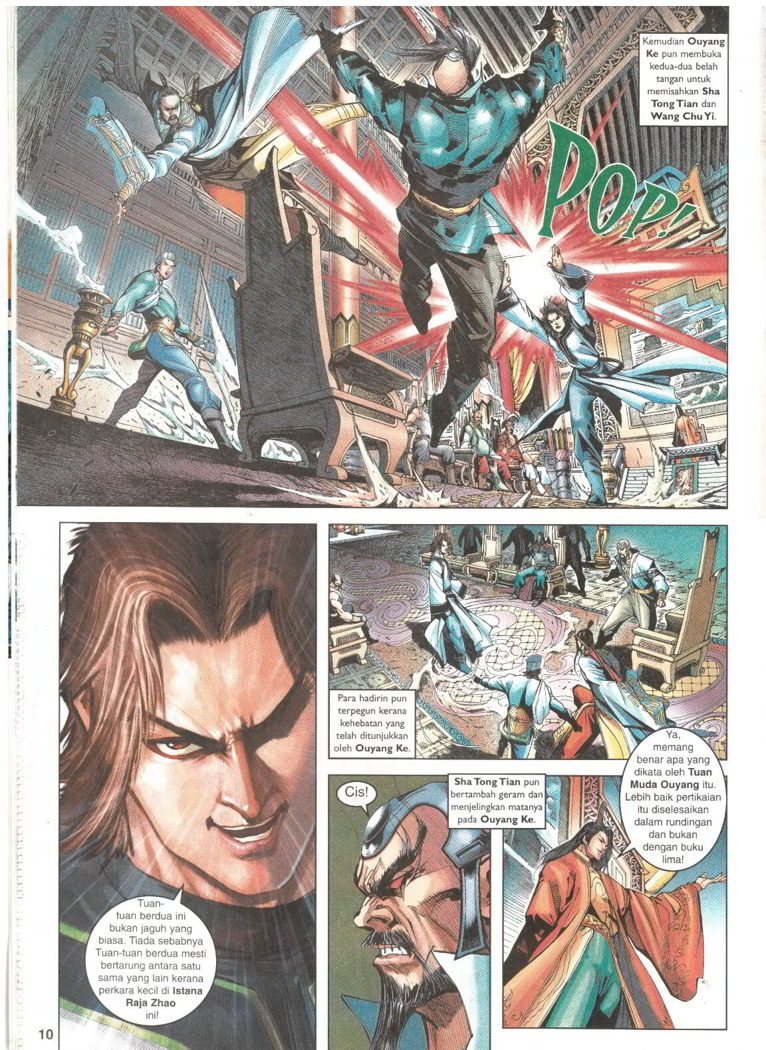 Kemudian Ouyang
Ke pun membuka
kedua-dua belah
tangan untuk
memisahkan Sha
Tong Tian dan
Wang Chu Yi.
POP!
Tuan-
tuan berdua ini
bukan jaguh yang
biasa. Tiada sebabnya
Tuan-tuan berdua mesti
bertarung antara satu
sama yang lain kerana
perkara kecil di Istana
Raja Zhao
ini!
Para hadirin pun
terpegun kerana
kehebatan yang
telah ditunjukkan
oleh Ouyang Ke.
Cis!
Sha Tong Tian pun
bertambah geram dan
menjelingkan matanya
pada Ouyang Ke.
Ya,
memang
benar apa yang
dikata oleh Tuan
Muda Ouyang itu.
Lebih baik pertikaian
itu diselesaikan
dalam rundingan
dan bukan
dengan buku
lima!
10